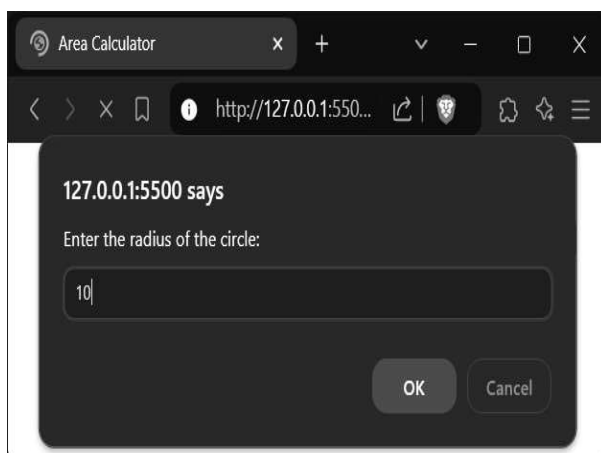 Area Calculator
http://127.0.0.1:550...
127.0.0.1:5500 says
Enter the radius of the circle:
10
OK Cancel